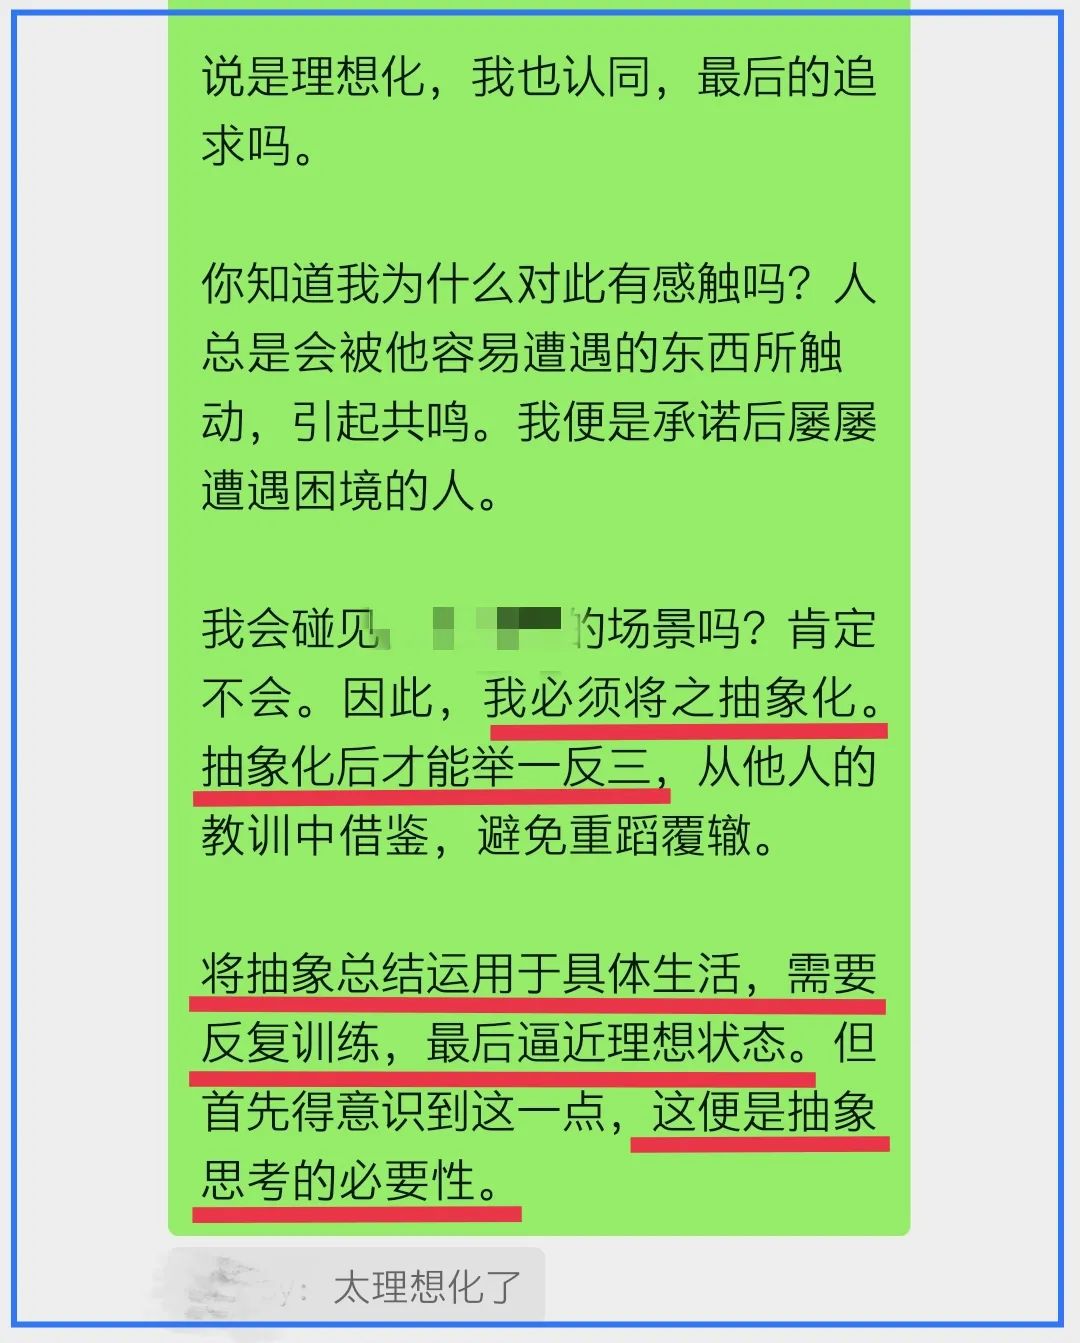 说是理想化，我也认同，最后的追
求吗。
你知道我为什么对此有感触吗？人
总是会被他容易遭遇的东西所触
动，引起共鸣。我便是承诺后屡屡
遭遇困境的人。
我会碰见 的场景吗？肯定
不会。因此，我必须将之抽象化。
抽象化后才能举一反三，从他人的
教训中借鉴，避免重蹈覆辙。
将抽象总结运用于具体生活，需要
反复训练，最后逼近理想状态。但
首先得意识到这一点，这便是抽象
思考的必要性。
y：太理想化了